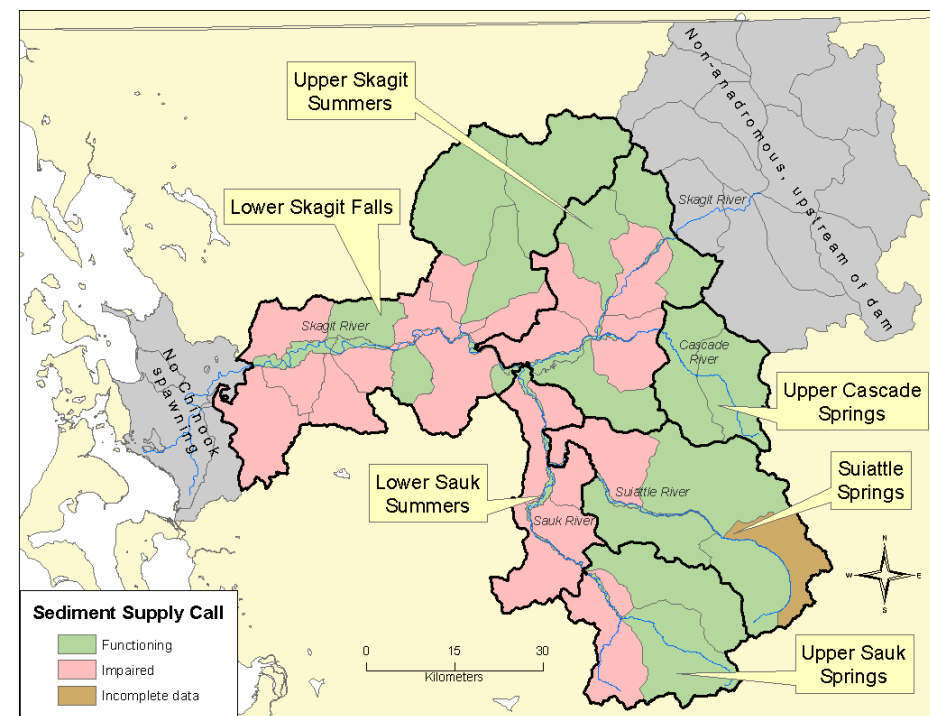 Non-anadromous, upstream of dam
Upper Skagit
Summers
Skagit River
Lower Skagit Falls
Skagit River
No Chinook
spawning
Cascade
River
Upper Cascade
Springs
Lower Sauk
Summers
Suiattle River
Suiattle
Springs
Sauk River
N
W
E
S
Sediment Supply Call
Functioning
Impaired
Incomplete data
0 15 30
Kilometers
Upper Sauk
Springs